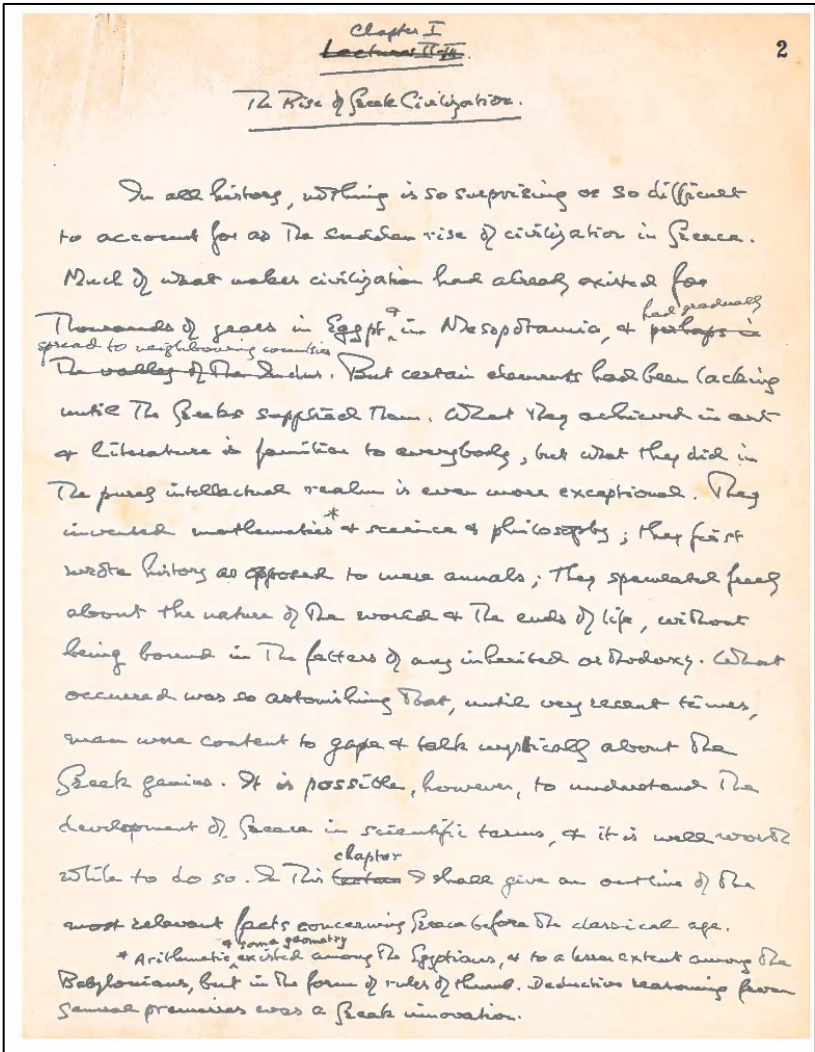 Chapter I
Lectures II-III.
2
The Rise of Greek Civilization.
In all history, nothing is so surprising or so difficult
to account for as the sudden rise of civilization in Greece.
Much of what makes civilization had already existed for
had gradually
Thousands of years in Egypt & in Mesopotamia, & perhaps in
spread to neighbouring countries
the valley of the Indus. But certain elements had been lacking
until the Greeks supplied them. What they achieved in art
& literature is familiar to everybody, but what they did in
the purely intellectual realm is even more exceptional. They
invented mathematics* & science & philosophy; they first
wrote history as opposed to mere annals; they speculated freely
about the nature of the world & the ends of life, without
being bound in the fetters of any inherited orthodoxy. What
occurred was so astonishing that, until very recent times,
men were content to gape & talk mystically about the
Greek genius. It is possible, however, to understand the
development of Greece in scientific terms, & it is well worth
chapter
while to do so. In this lecture I shall give an outline of the
most relevant facts concerning Greece before the classical age.
& some geometry
* Arithmetic existed among the Egyptians, & to a lesser extent among the
Babylonians, but in the form of rules of thumb. Deductive reasoning from
general premisses was a Greek innovation.